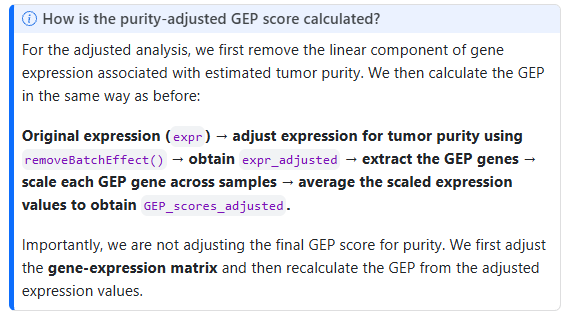 How is the purity-adjusted GEP score calculated?
For the adjusted analysis, we first remove the linear component of gene
expression associated with estimated tumor purity. We then calculate the GEP
in the same way as before:
Original expression (expr) → adjust expression for tumor purity using
removeBatchEffect() → obtain expr_adjusted → extract the GEP genes →
scale each GEP gene across samples → average the scaled expression
values to obtain GEP_scores_adjusted.
Importantly, we are not adjusting the final GEP score for purity. We first adjust
the gene-expression matrix and then recalculate the GEP from the adjusted
expression values.